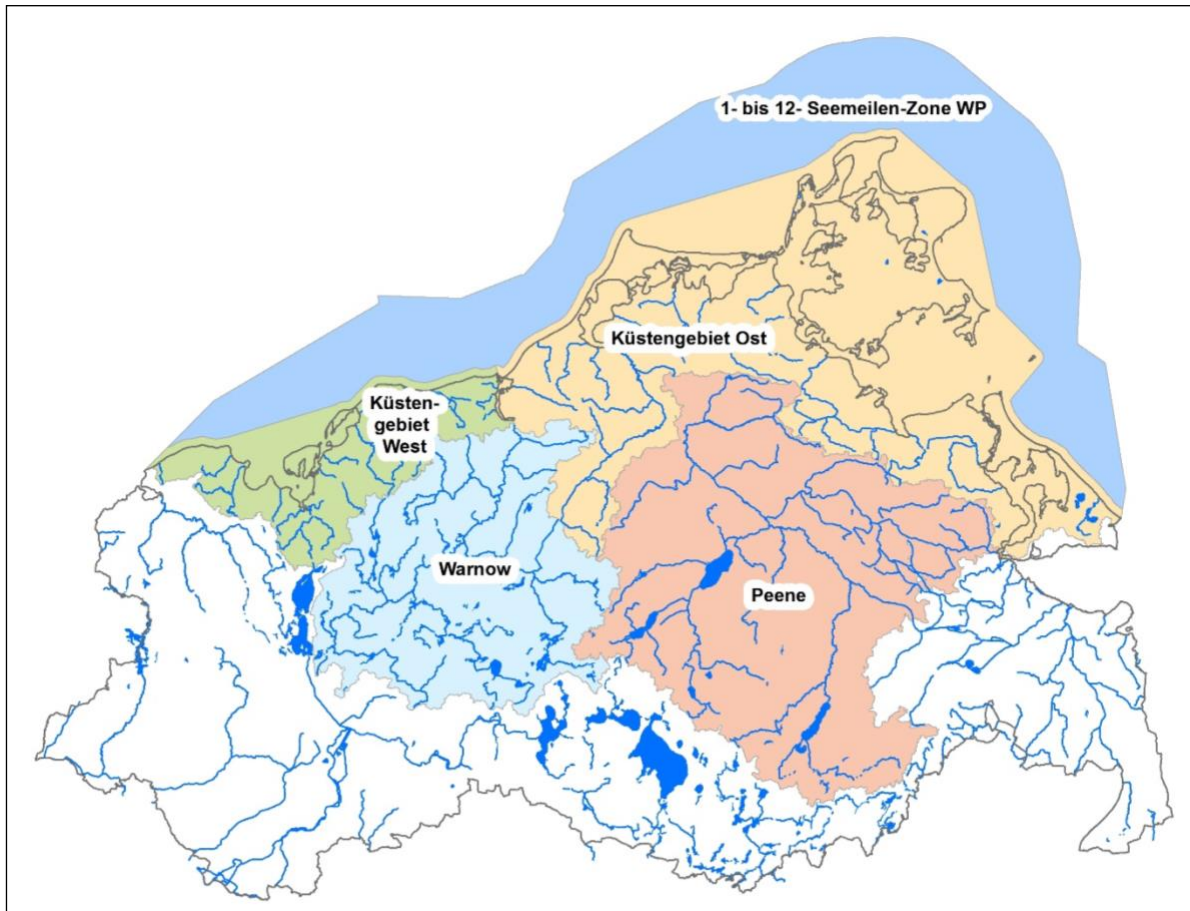 1- bis 12- Seemeilen-Zone WP
Küstengebiet Ost
Küsten-
gebiet
West
Warnow
Peene